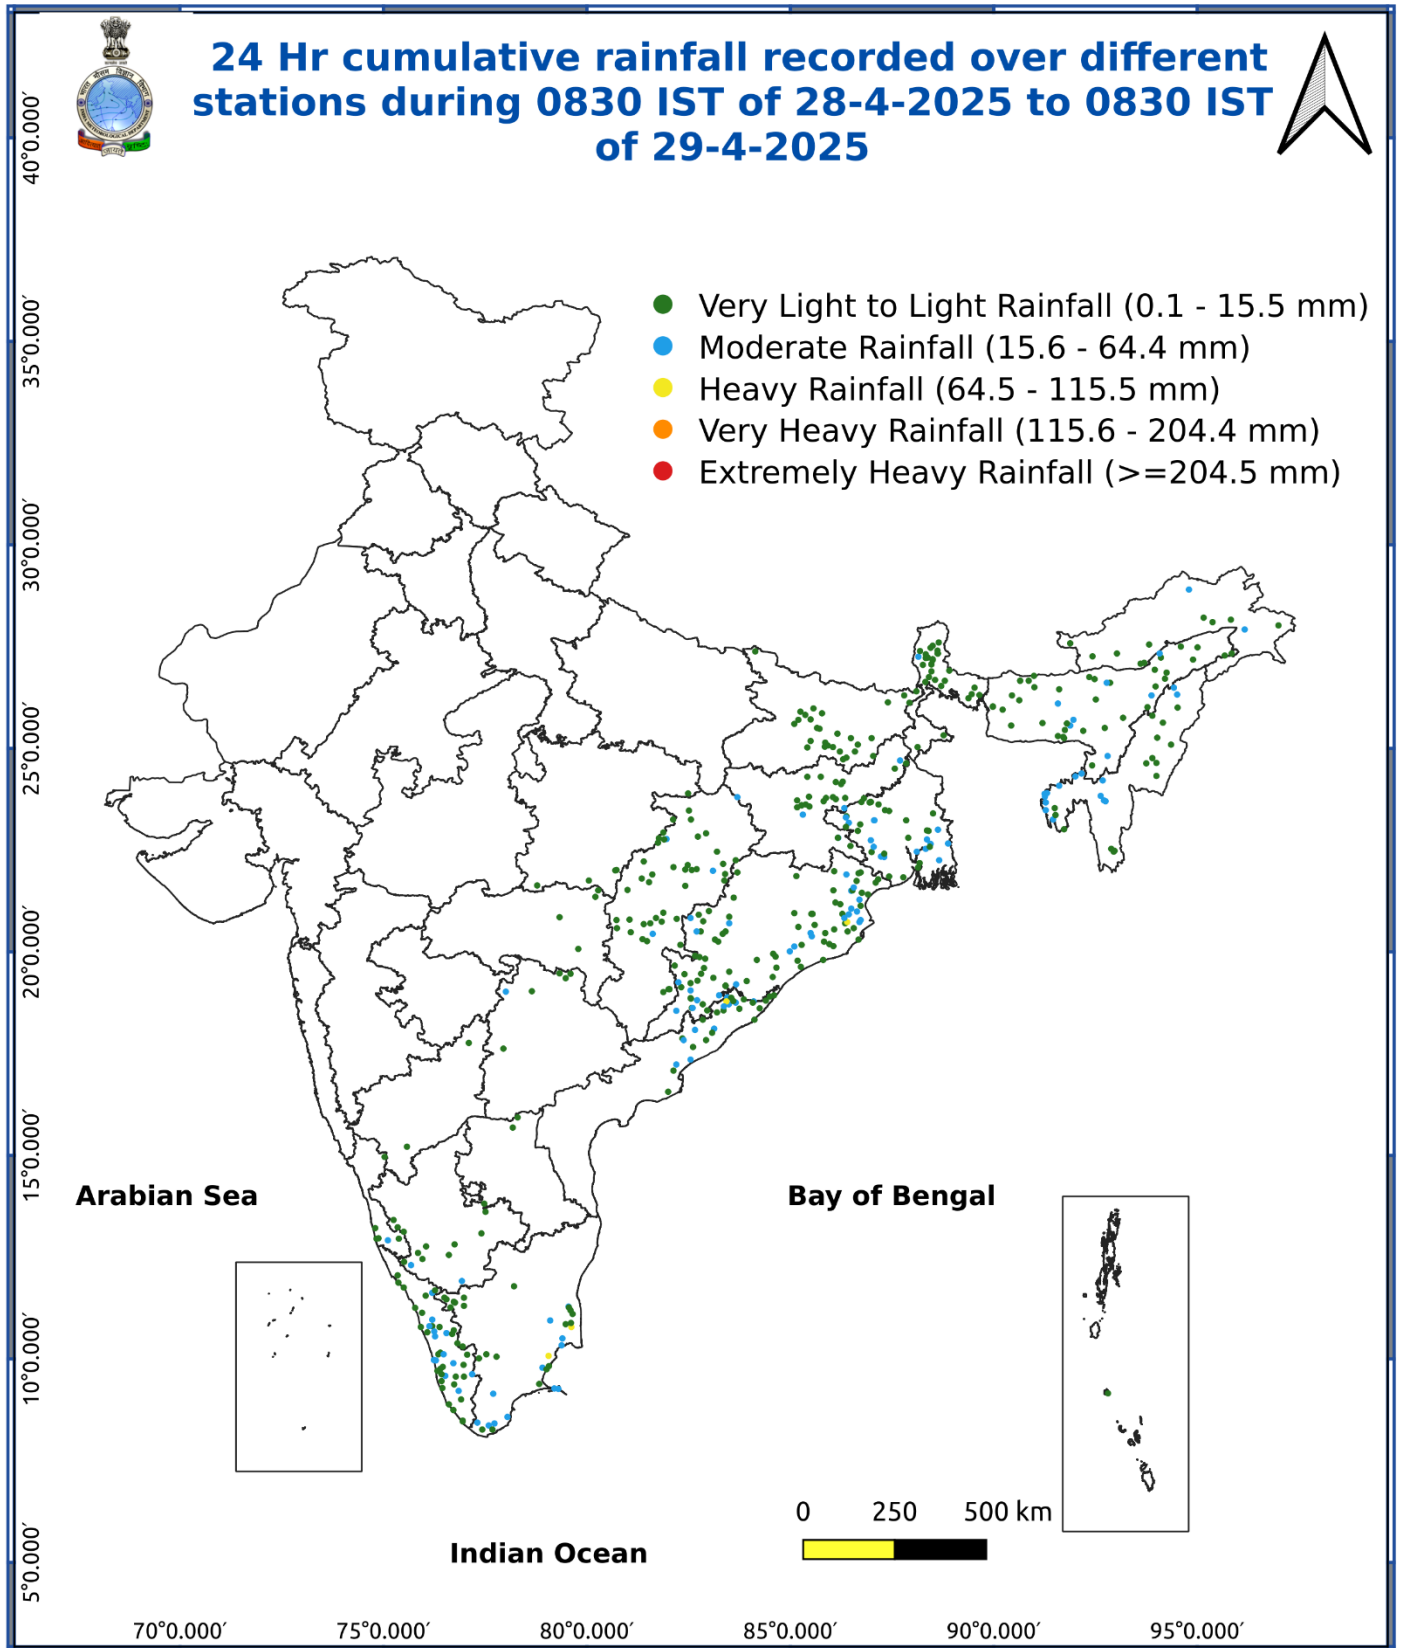 24 Hr cumulative rainfall recorded over different
stations during 0830 IST of 28-4-2025 to 0830 IST
of 29-4-2025
Very Light to Light Rainfall (0.1 - 15.5 mm)
Moderate Rainfall (15.6 - 64.4 mm)
Heavy Rainfall (64.5 - 115.5 mm)
Very Heavy Rainfall (115.6 - 204.4 mm)
Extremely Heavy Rainfall (>=204.5 mm)
40°0.000′
35°0.000′
30°0.000′
25°0.000′
20°0.000′
15°0.000′
10°0.000′
5°0.000′
Arabian Sea
Bay of Bengal
Indian Ocean
0 250 500 km
70°0.000′ 75°0.000′ 80°0.000′ 85°0.000′ 90°0.000′ 95°0.000′